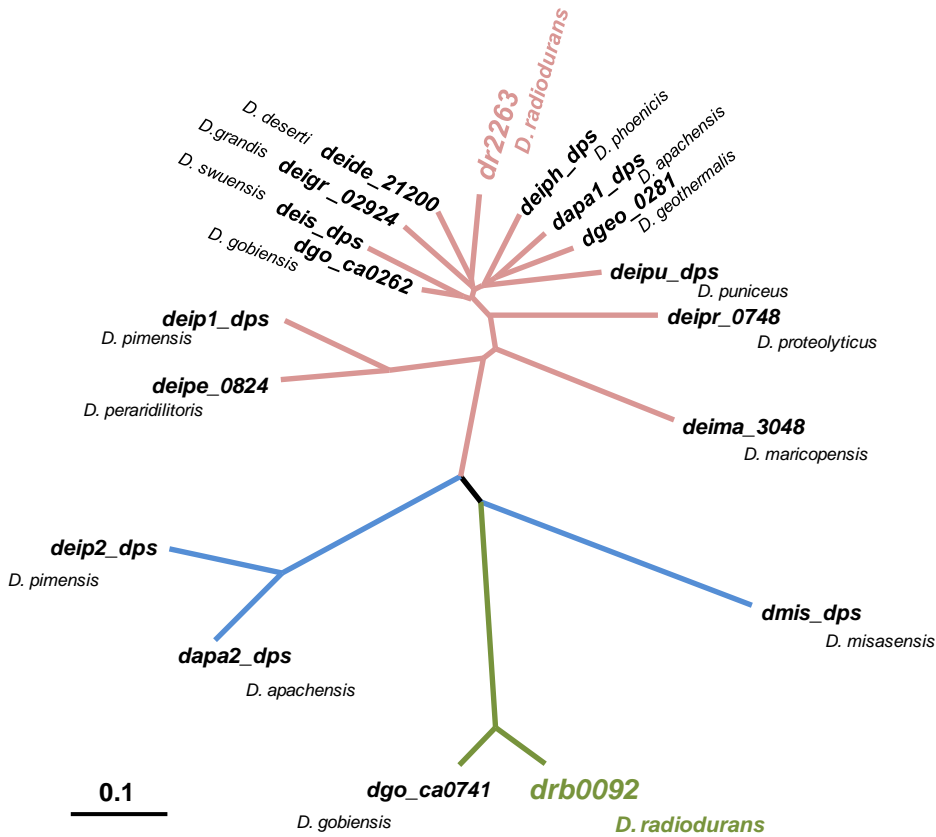 dr2263
D. radiodurans
D. deserti
deide_21200
D.grandis
deigr_02924
D. swuensis
deis_dps
D. gobiensis
dgo_ca0262
deiph_dps
D. phoenicis
dapa1_dps
D. apachensis
dgeo_0281
D. geothermalis
deipu_dps
D. puniceus
deip1_dps
D. pimensis
deipr_0748
D. proteolyticus
deipe_0824
D. peraridilitoris
deima_3048
D. maricopensis
deip2_dps
D. pimensis
dmis_dps
D. misasensis
dapa2_dps
D. apachensis
0.1
dgo_ca0741
D. gobiensis
drb0092
D. radiodurans